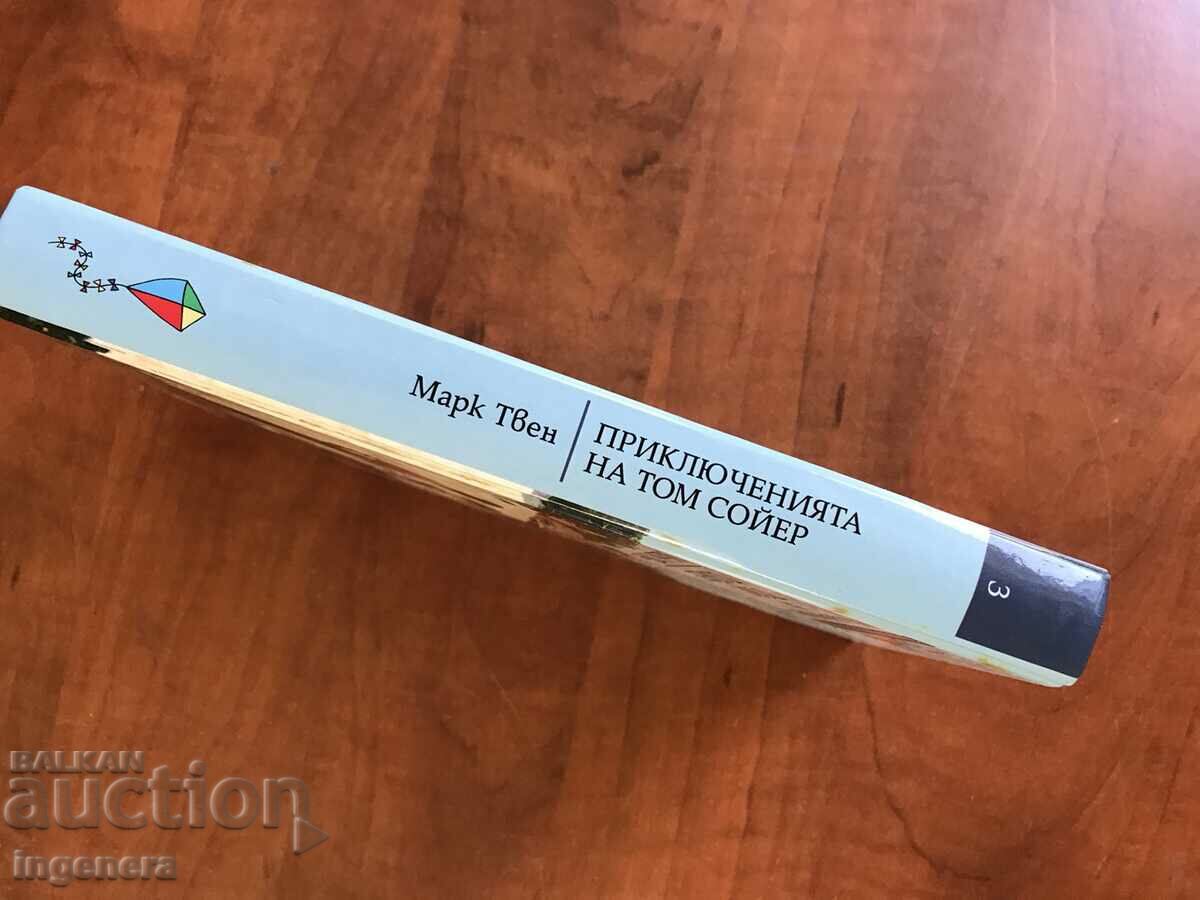 Марк Твен
ПРИКЛЮЧЕНИЯТА
НА ТОМ СОЙЕР
3
BALKAN
auction
ingenera